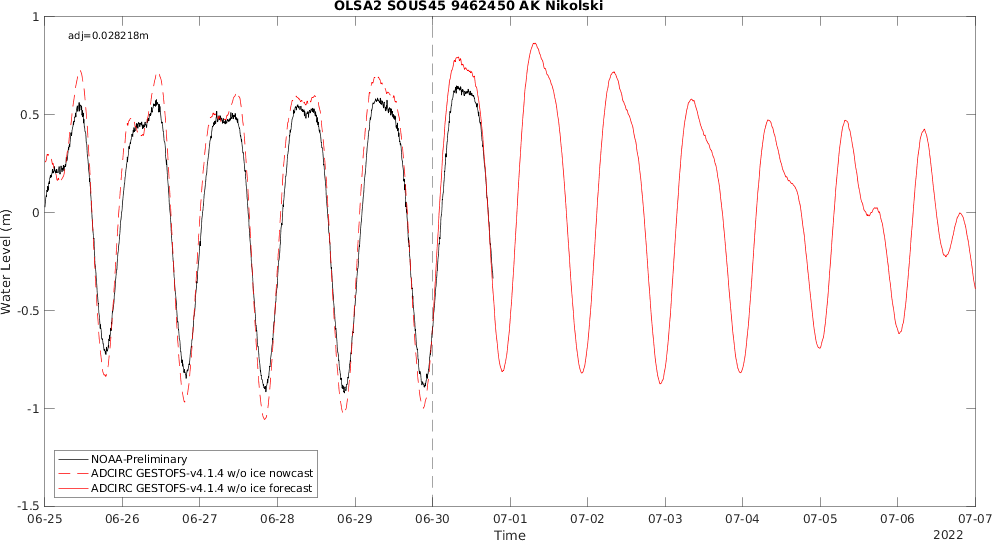 OLSA2 SOUS45 9462450 AK Nikolski
adj=0.028218m
1
0.5
0
-0.5
-1
-1.5
Water Level (m)
NOAA-Preliminary
ADCIRC GESTOFS-v4.1.4 w/o ice nowcast
ADCIRC GESTOFS-v4.1.4 w/o ice forecast
06-25 06-26 06-27 06-28 06-29 06-30 07-01 07-02 07-03 07-04 07-05 07-06 07-07
Time
2022